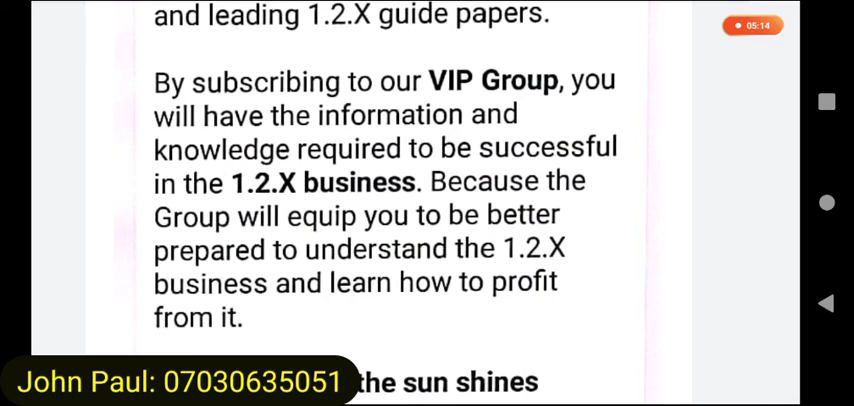 and leading 1.2.X guide papers.
05:14
By subscribing to our VIP Group, you
will have the information and
knowledge required to be successful
in the 1.2.X business. Because the
Group will equip you to be better
prepared to understand the 1.2.X
business and learn how to profit
from it.
John Paul: 07030635051 the sun shines